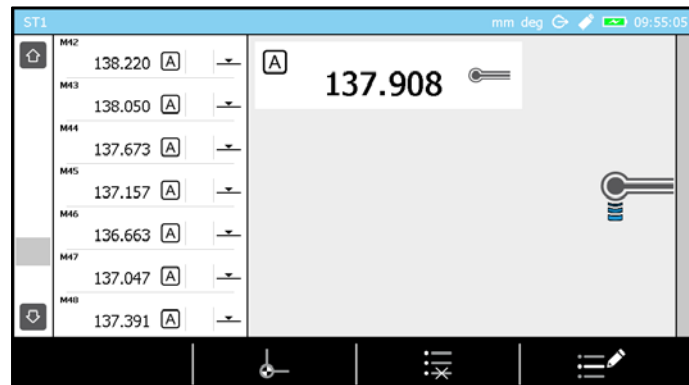 ST1
mm deg 09:55:05
M42
138.220 A
M43
138.050 A
M44
137.673 A
M45
137.157 A
M46
136.663 A
M47
137.047 A
M48
137.391 A
A
137.908